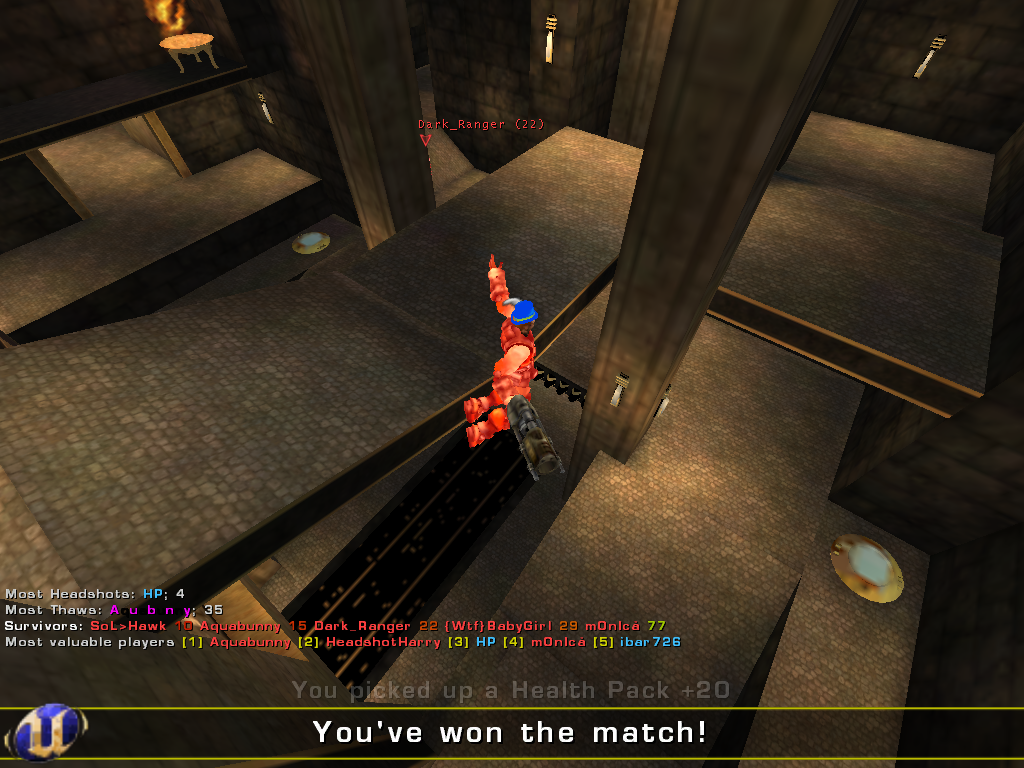 Dark_Ranger (22)
Most Headshots: HP; 4
Most Thaws: A u b n y; 35
Survivors: SoL>Hawk 10 Aquabunny 15 Dark_Ranger 22 {Wtf}BabyGirl 29 m0n1ca 77
Most valuable players [1] Aquabunny [2] HeadshotHarry [3] HP [4] m0n1ca [5] ibar726
You picked up a Health Pack +20
You've won the match!